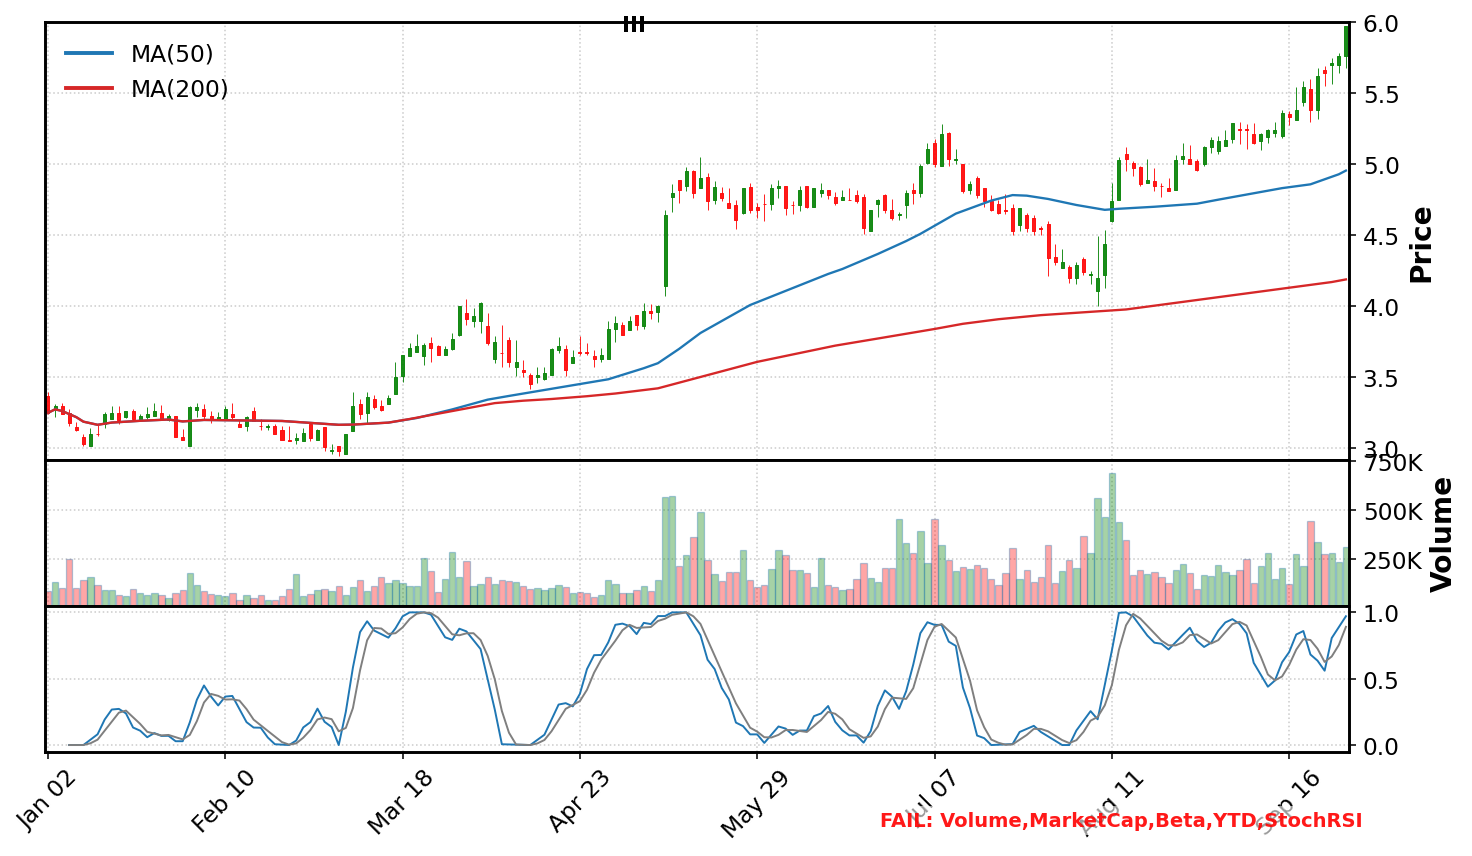 III
MA(50)
MA(200)
6.0
5.5
5.0
4.5
4.0
3.5
3.0
Price
750K
500K
250K
Volume
1.0
0.5
0.0
Jan 02
Feb 10
Mar 18
Apr 23
May 29
Jul 07
Aug 11
Sep 16
FAIL: Volume,MarketCap,Beta,YTD,StochRSI